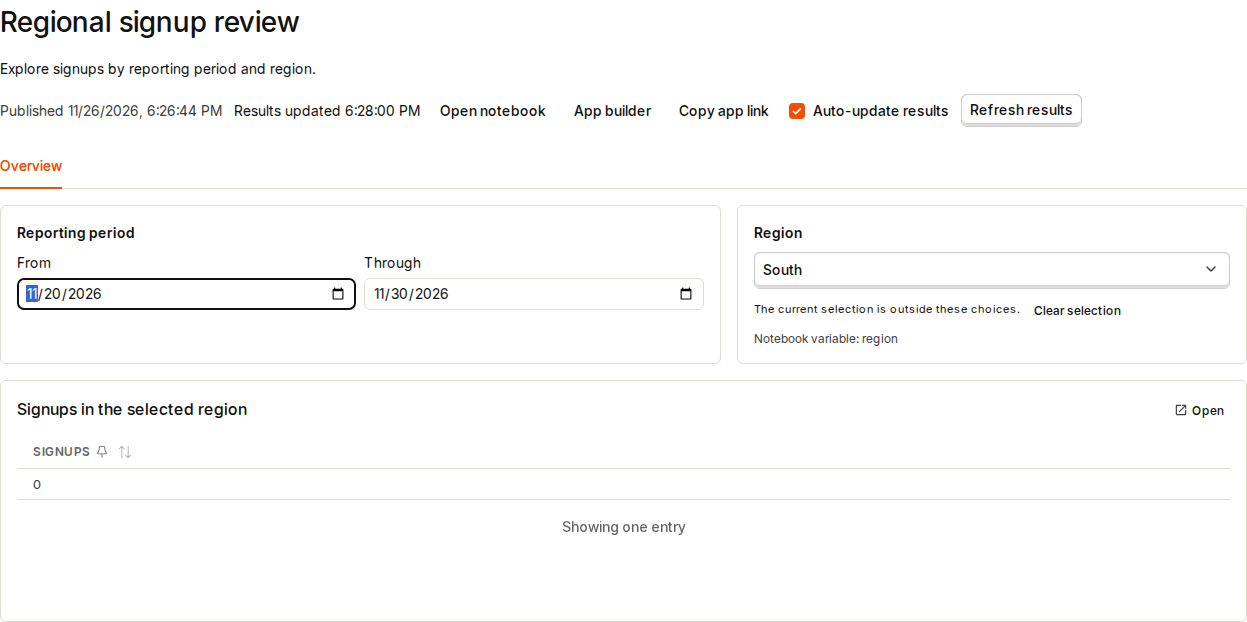 Regional signup review
Explore signups by reporting period and region.
Published 11/26/2026, 6:26:44 PM Results updated 6:28:00 PM Open notebook App builder Copy app link Auto-update results Refresh results
Overview
Reporting period
From Through
11/20/2026 11/30/2026
Region
South
The current selection is outside these choices. Clear selection
Notebook variable: region
Signups in the selected region Open
SIGNUPS
0
Showing one entry